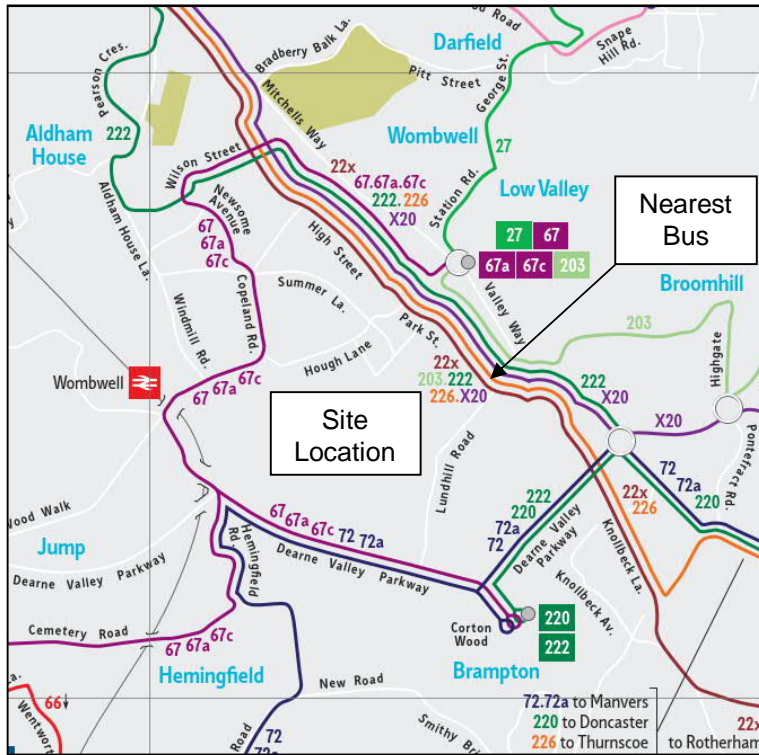 Bradberry Balk La.
Road
Snape
Hill Rd.
Darfield
Pitt Street
George St.
Pearson Cres.
Mitchells Way
Aldham
House
222
Wombwell
27
Wilson Street
22x
67.67a.67c
222.226
X20
Station Rd.
Low Valley
Nearest
Bus
Newsome
Avenue
67
67a
67c
High Street
27
67
67a
67c
203
Broomhill
Aldham House La.
Summer La.
Valley Way
Copeland Rd.
Windmill Rd.
Park St.
203
Highgate
Hough Lane
22x
203.222
226.X20
222
X20
Wombwell
67 67a 67c
Site
Location
X20
Pontefract Rd.
Lundhill Road
72
72a
220
222
220
22x
226
Wood Walk
67 67a 67c 72 72a
72a
72
Dearne Valley
Parkway
Jump
Hemingfield
Rd.
Dearne Valley Parkway
Dearne Valley Parkway
Knollbeck La.
Knollbeck Av.
Cemetery Road
67 67a 67c
Corton
Wood
220
222
Hemingfield
Brampton
La.
66
New Road
Wentwort
Road
72
72a
Smithy Bri
72.72a to Manvers
220 to Doncaster
226 to Thurnscoe
22x
to Rotherham